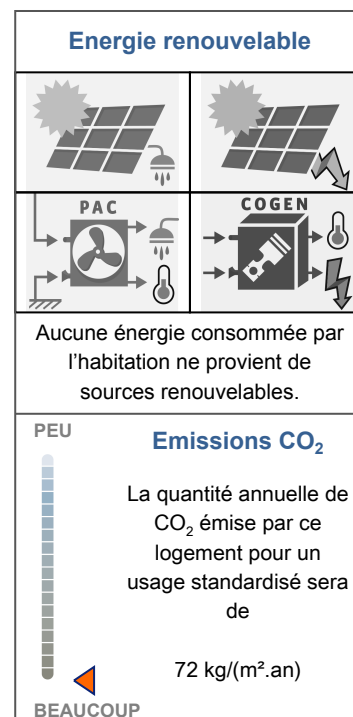 Energie renouvelable
PAC
COGEN
Aucune énergie consommée par
l'habitation ne provient de
sources renouvelables.
PEU
Emissions CO₂
La quantité annuelle de
CO₂ émise par ce
logement pour un
usage standardisé sera
de
72 kg/(m².an)
BEAUCOUP